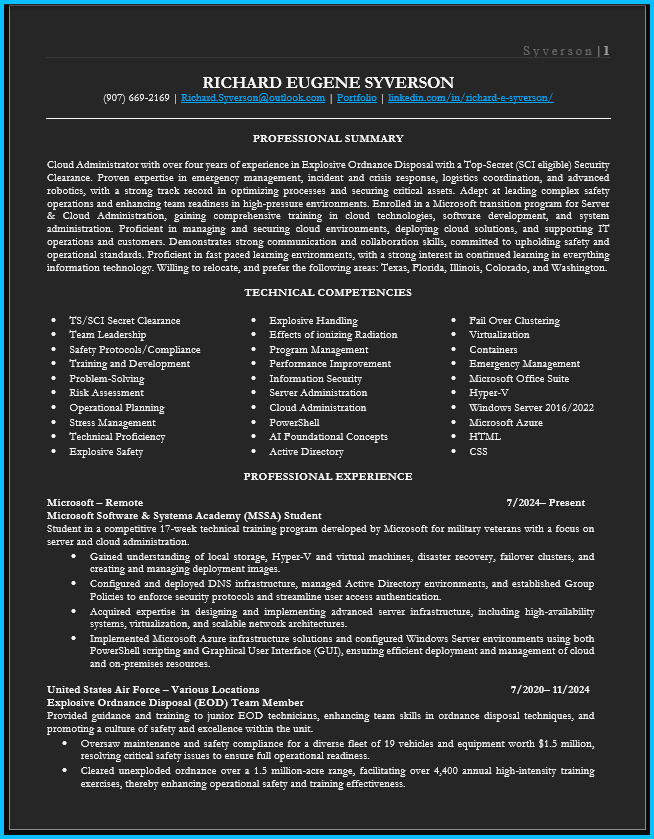 Syverson | 1
RICHARD EUGENE SYVERSON
(907) 669-2169 | Richard.Syverson@outlook.com | Portfolio | linkedin.com/in/richard-e-syverson/
PROFESSIONAL SUMMARY
Cloud Administrator with over four years of experience in Explosive Ordnance Disposal with a Top-Secret (SCI eligible) Security
Clearance. Proven expertise in emergency management, incident and crisis response, logistics coordination, and advanced
robotics, with a strong track record in optimizing processes and securing critical assets. Adept at leading complex safety
operations and enhancing team readiness in high-pressure environments. Enrolled in a Microsoft transition program for Server
& Cloud Administration, gaining comprehensive training in cloud technologies, software development, and system
administration. Proficient in managing and securing cloud environments, deploying cloud solutions, and supporting IT
operations and customers. Demonstrates strong communication and collaboration skills, committed to upholding safety and
operational standards. Proficient in fast paced learning environments, with a strong interest in continued learning in everything
information technology. Willing to relocate, and prefer the following areas: Texas, Florida, Illinois, Colorado, and Washington.
TECHNICAL COMPETENCIES
• TS/SCI Secret Clearance
• Team Leadership
• Safety Protocols/Compliance
• Training and Development
• Problem-Solving
• Risk Assessment
• Operational Planning
• Stress Management
• Technical Proficiency
• Explosive Safety
• Explosive Handling
• Effects of ionizing Radiation
• Program Management
• Performance Improvement
• Information Security
• Server Administration
• Cloud Administration
• PowerShell
• AI Foundational Concepts
• Active Directory
• Fail Over Clustering
• Virtualization
• Containers
• Emergency Management
• Microsoft Office Suite
• Hyper-V
• Windows Server 2016/2022
• Microsoft Azure
• HTML
• CSS
PROFESSIONAL EXPERIENCE
Microsoft – Remote 7/2024– Present
Microsoft Software & Systems Academy (MSSA) Student
Student in a competitive 17-week technical training program developed by Microsoft for military veterans with a focus on
server and cloud administration.
• Gained understanding of local storage, Hyper-V and virtual machines, disaster recovery, failover clusters, and
creating and managing deployment images.
• Configured and deployed DNS infrastructure, managed Active Directory environments, and established Group
Policies to enforce security protocols and streamline user access authentication.
• Acquired expertise in designing and implementing advanced server infrastructure, including high-availability
systems, virtualization, and scalable network architectures.
• Implemented Microsoft Azure infrastructure solutions and configured Windows Server environments using both
PowerShell scripting and Graphical User Interface (GUI), ensuring efficient deployment and management of cloud
and on-premises resources.
United States Air Force – Various Locations 7/2020– 11/2024
Explosive Ordnance Disposal (EOD) Team Member
Provided guidance and training to junior EOD technicians, enhancing team skills in ordnance disposal techniques, and
promoting a culture of safety and excellence within the unit.
• Oversaw maintenance and safety compliance for a diverse fleet of 19 vehicles and equipment worth $1.5 million,
resolving critical safety issues to ensure full operational readiness.
• Cleared unexploded ordnance over a 1.5 million-acre range, facilitating over 4,400 annual high-intensity training
exercises, thereby enhancing operational safety and training effectiveness.